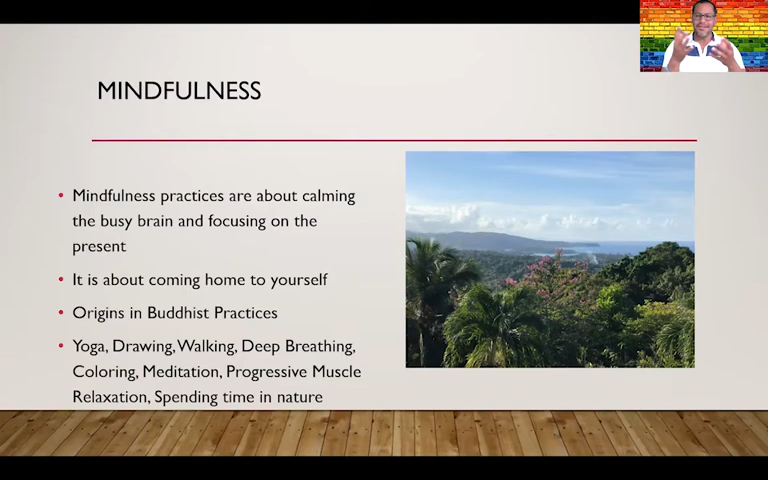 MINDFULNESS
Mindfulness practices are about calming
the busy brain and focusing on the
present
It is about coming home to yourself
Origins in Buddhist Practices
Yoga, Drawing, Walking, Deep Breathing,
Coloring, Meditation, Progressive Muscle
Relaxation, Spending time in nature